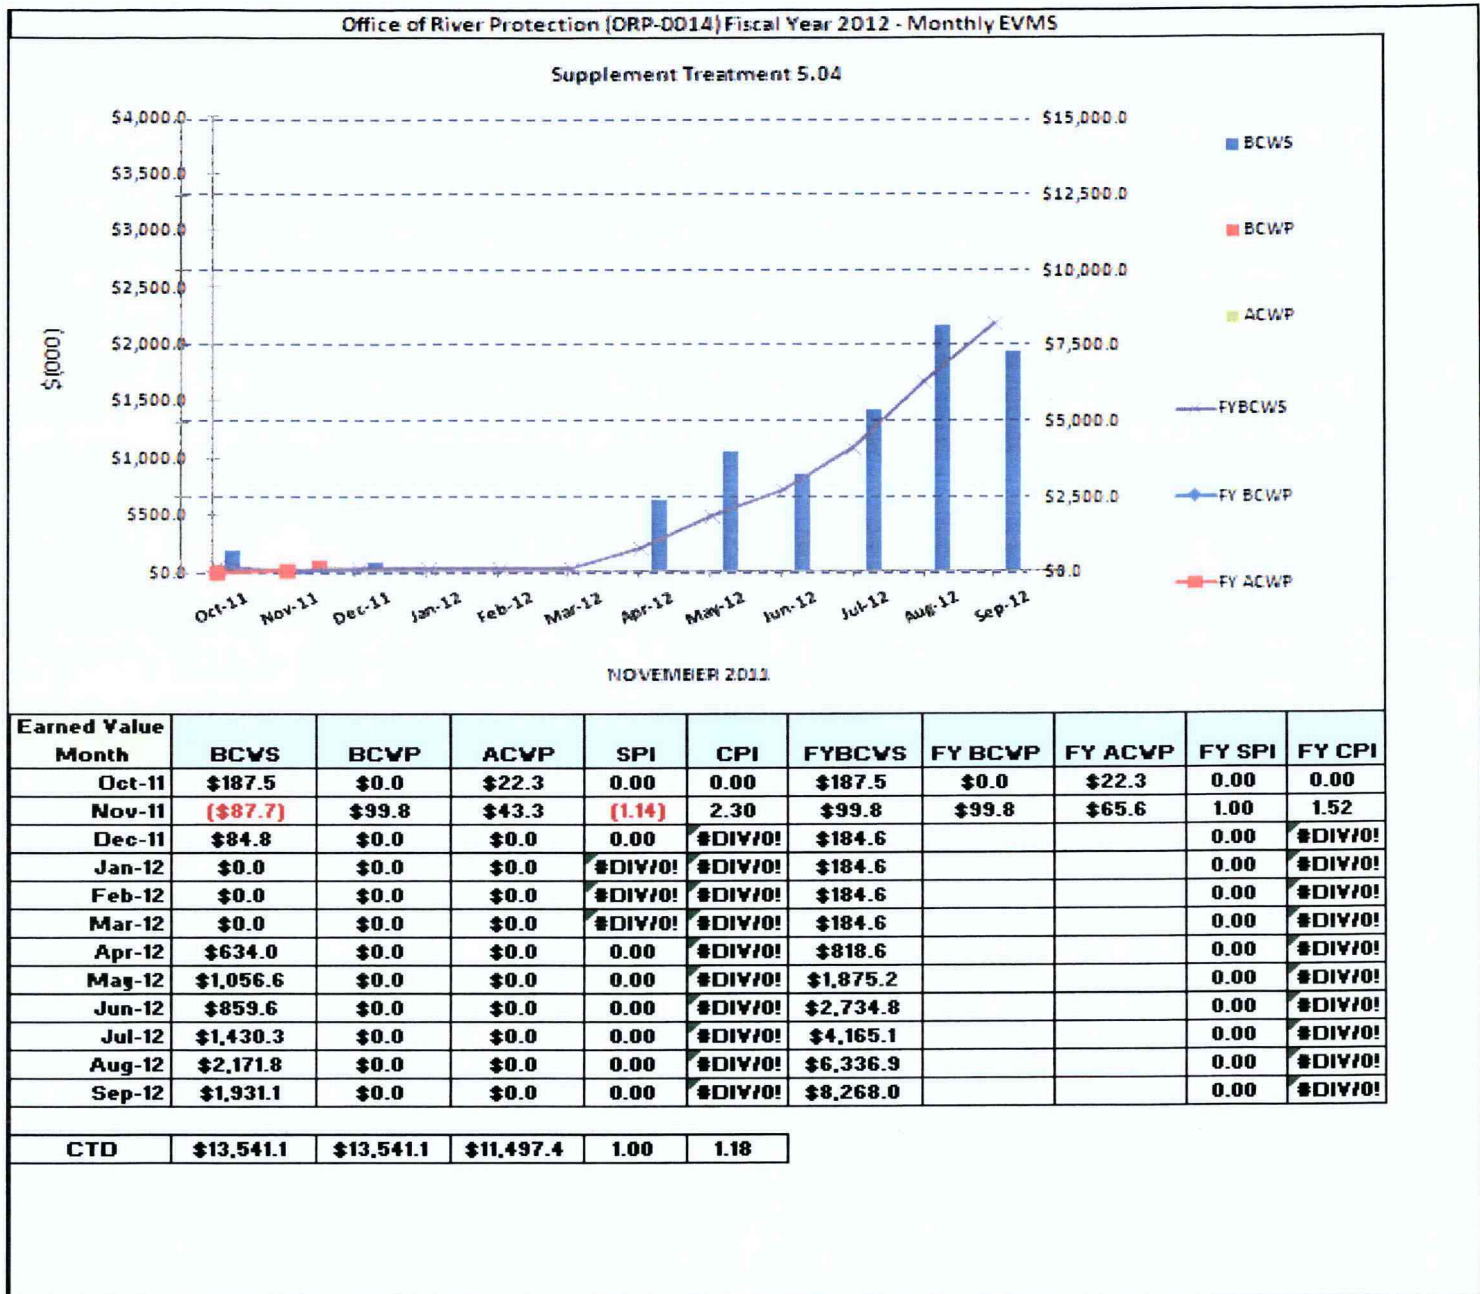 Office of River Protection (ORP-0014) Fiscal Year 2012 - Monthly EVMS
Supplement Treatment 5.04
$4,000.0
$3,500.0
$3,000.0
$2,500.0
$2,000.0
$1,500.0
$1,000.0
$500.0
$0.0
$(000)
$15,000.0
$12,500.0
$10,000.0
$7,500.0
$5,000.0
$2,500.0
$0.0
BCWS
BCWP
ACWP
FYBCWS
FY BCWP
FY ACWP
Oct-11 Nov-11 Dec-11 Jan-12 Feb-12 Mar-12 Apr-12 May-12 Jun-12 Jul-12 Aug-12 Sep-12
NOVEMBER 2011
Earned Value
Month BCWS BCWP ACWP SPI CPI FYBCWS FY BCWP FY ACWP FY SPI FY CPI
Oct-11 $187.5 $0.0 $22.3 0.00 0.00 $187.5 $0.0 $22.3 0.00 0.00
Nov-11 ($87.7) $99.8 $43.3 (1.14) 2.30 $99.8 $99.8 $65.6 1.00 1.52
Dec-11 $84.8 $0.0 $0.0 0.00 #DIV/0! $184.6 0.00 #DIV/0!
Jan-12 $0.0 $0.0 $0.0 #DIV/0! #DIV/0! $184.6 0.00 #DIV/0!
Feb-12 $0.0 $0.0 $0.0 #DIV/0! #DIV/0! $184.6 0.00 #DIV/0!
Mar-12 $0.0 $0.0 $0.0 #DIV/0! #DIV/0! $184.6 0.00 #DIV/0!
Apr-12 $634.0 $0.0 $0.0 0.00 #DIV/0! $818.6 0.00 #DIV/0!
May-12 $1,056.6 $0.0 $0.0 0.00 #DIV/0! $1,875.2 0.00 #DIV/0!
Jun-12 $859.6 $0.0 $0.0 0.00 #DIV/0! $2,734.8 0.00 #DIV/0!
Jul-12 $1,430.3 $0.0 $0.0 0.00 #DIV/0! $4,165.1 0.00 #DIV/0!
Aug-12 $2,171.8 $0.0 $0.0 0.00 #DIV/0! $6,336.9 0.00 #DIV/0!
Sep-12 $1,931.1 $0.0 $0.0 0.00 #DIV/0! $8,268.0 0.00 #DIV/0!
CTD $13,541.1 $13,541.1 $11,497.4 1.00 1.18